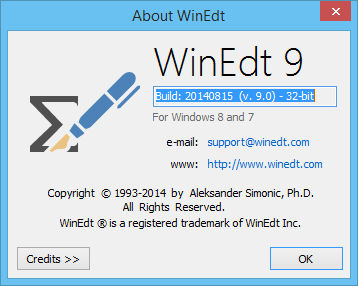 About WinEdt
WinEdt 9
Build: 20140815 (v. 9.0) - 32-bit
For Windows 8 and 7
e-mail: support@winedt.com
www: http://www.winedt.com
Copyright © 1993-2014 by Aleksander Simonic, Ph.D.
All Rights Reserved.
WinEdt ® is a registered trademark of WinEdt Inc.
Credits >>
OK